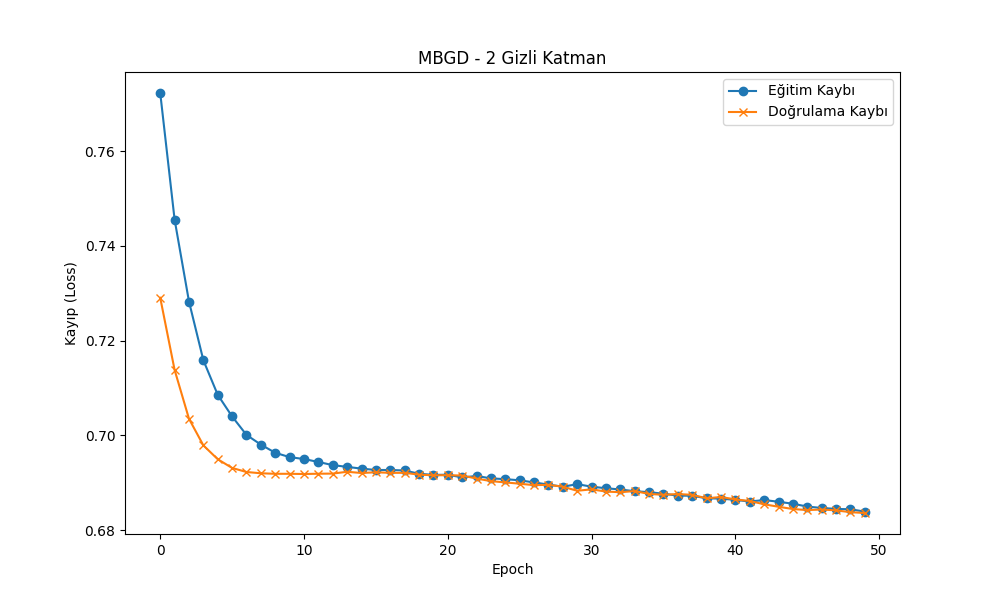 MBGD - 2 Gizli Katman
Eğitim Kaybı
Doğrulama Kaybı
Kayıp (Loss)
0.76
0.74
0.72
0.70
0.68
0
10
20
30
40
50
Epoch